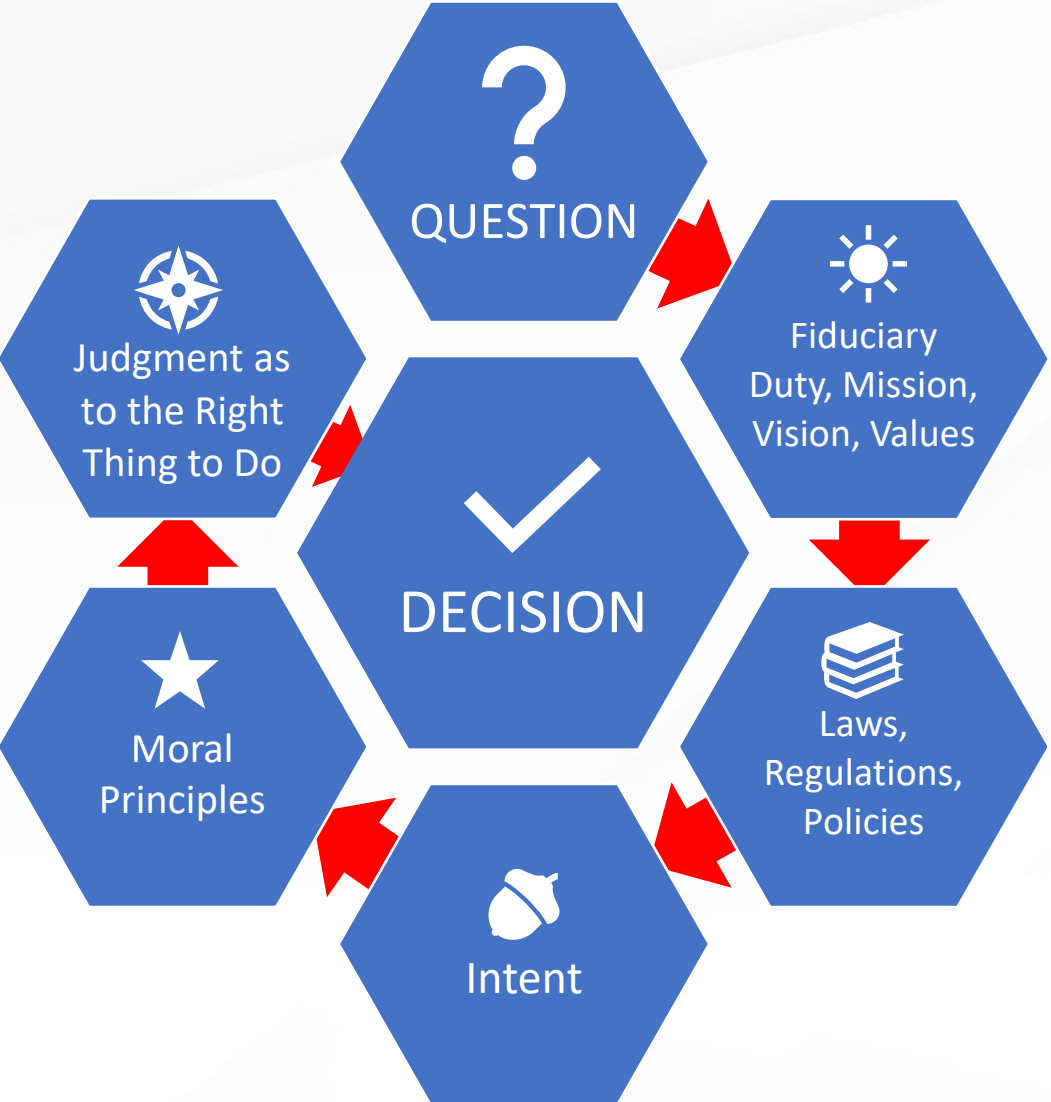 QUESTION
Fiduciary
Duty, Mission,
Vision, Values
Laws,
Regulations,
Policies
Intent
Moral
Principles
Judgment as
to the Right
Thing to Do
DECISION